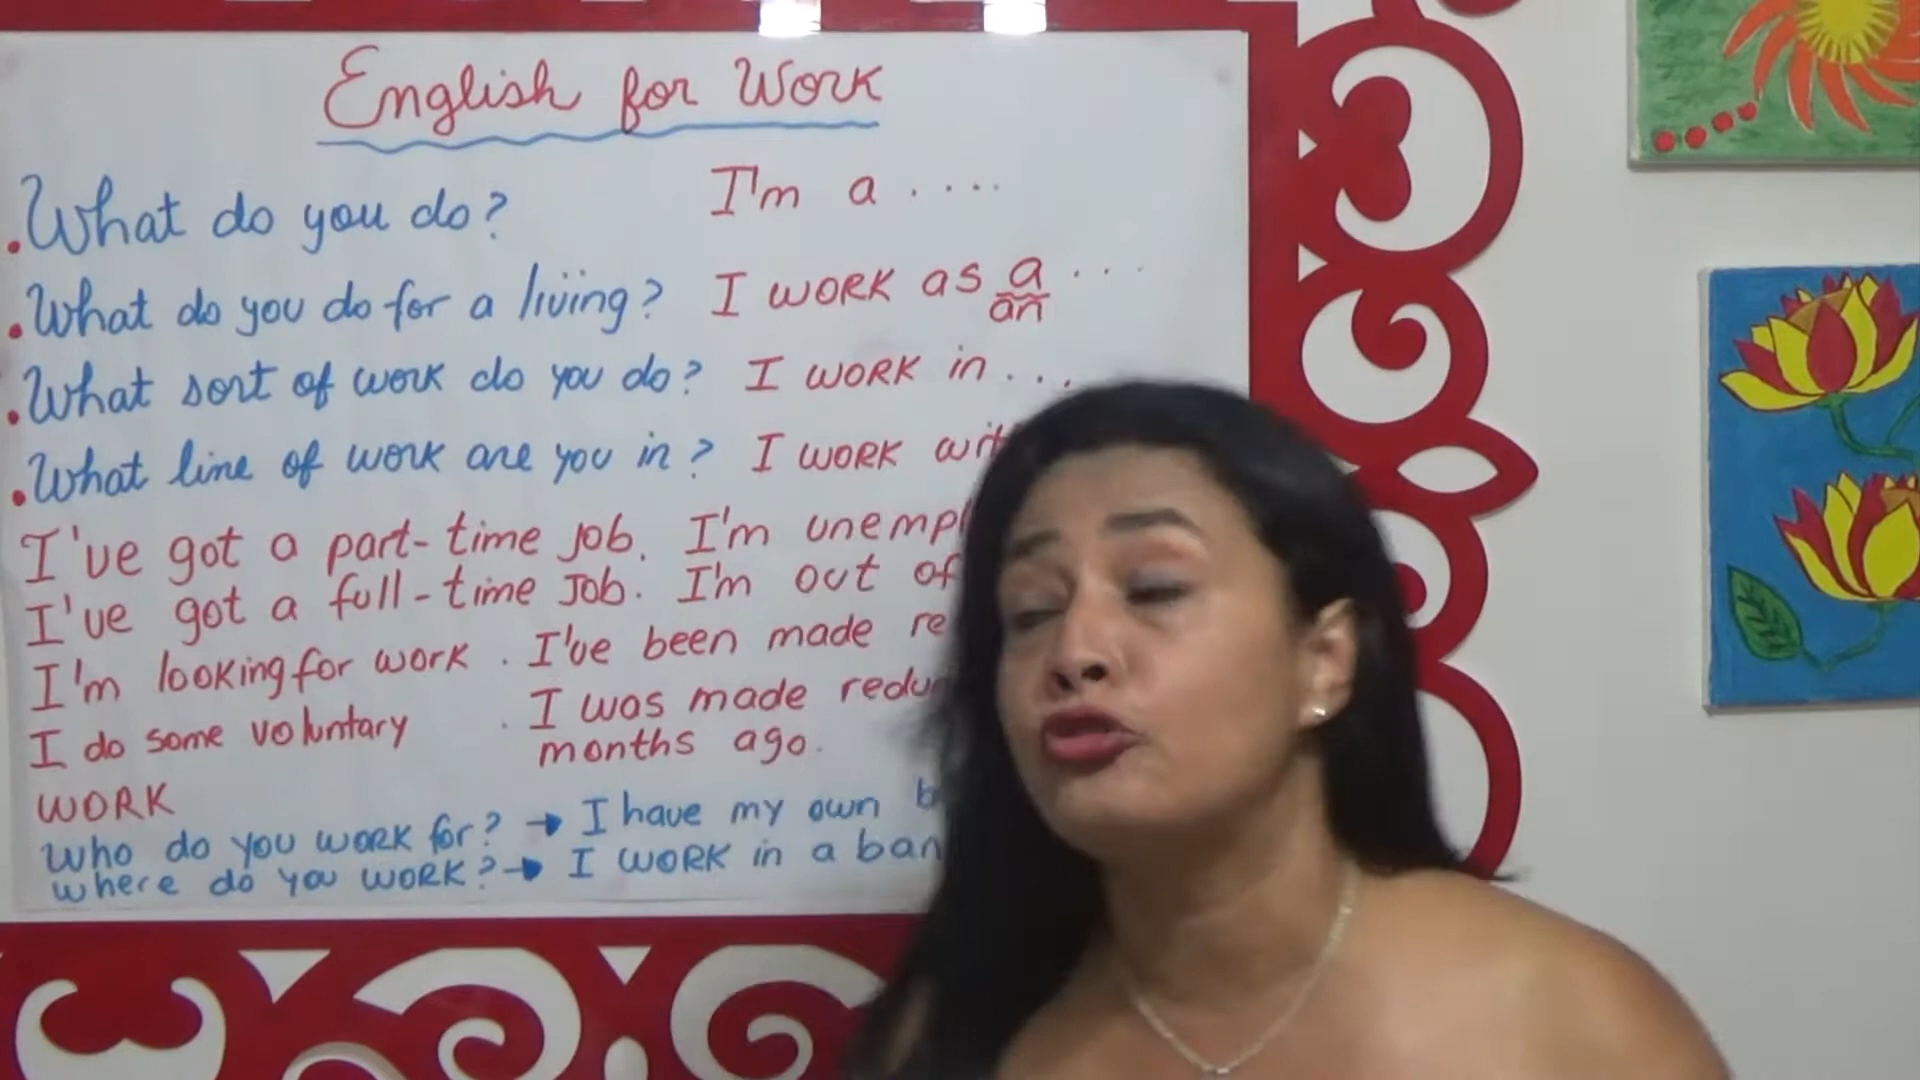 English for Work
.What do you do? I'm a ....
.What do you do for a living? I work as a ...
an
.What sort of work do you do? I work in ...
.What line of work are you in? I work
I've got a part-time job. I'm
I've got a full-time Job. I'm out of
I'm looking for work . I've been made
I do some voluntary . I was made
months ago.
WORK
Who do you work for? → I have my own
where do you work? → I work in a